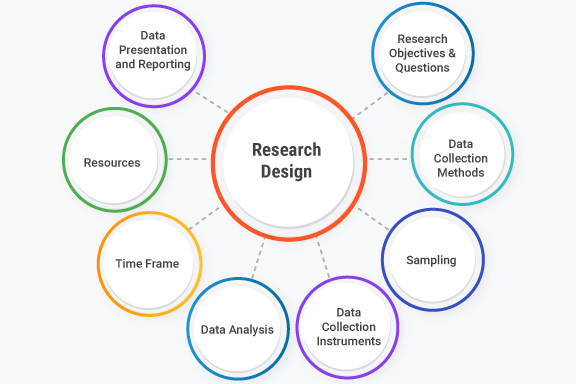 Data
Presentation
and Reporting
Research
Objectives &
Questions
Resources
Research
Design
Data
Collection
Methods
Time Frame
Sampling
Data Analysis
Data
Collection
Instruments